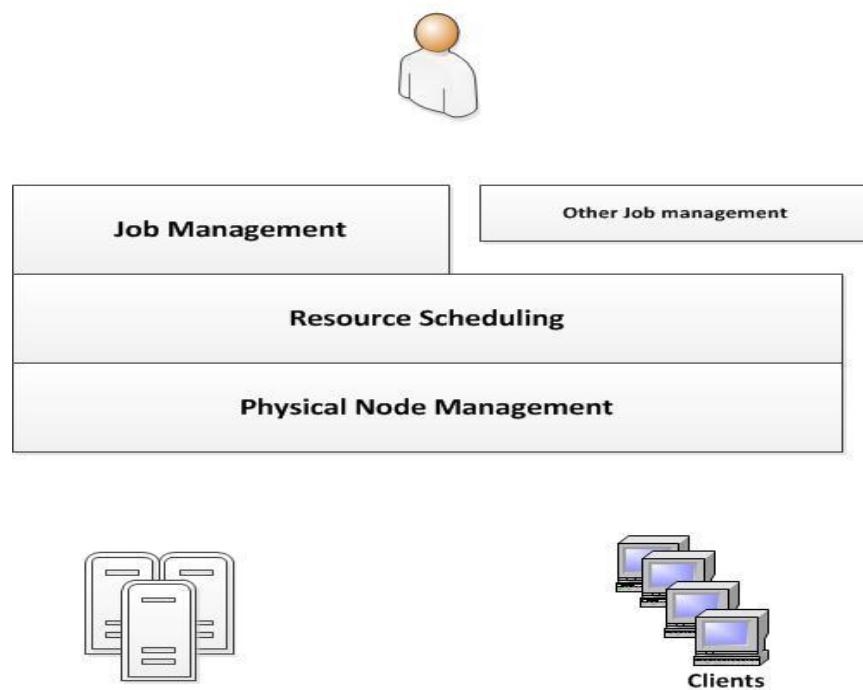 Job Management
Other Job management
Resource Scheduling
Physical Node Management
Clients